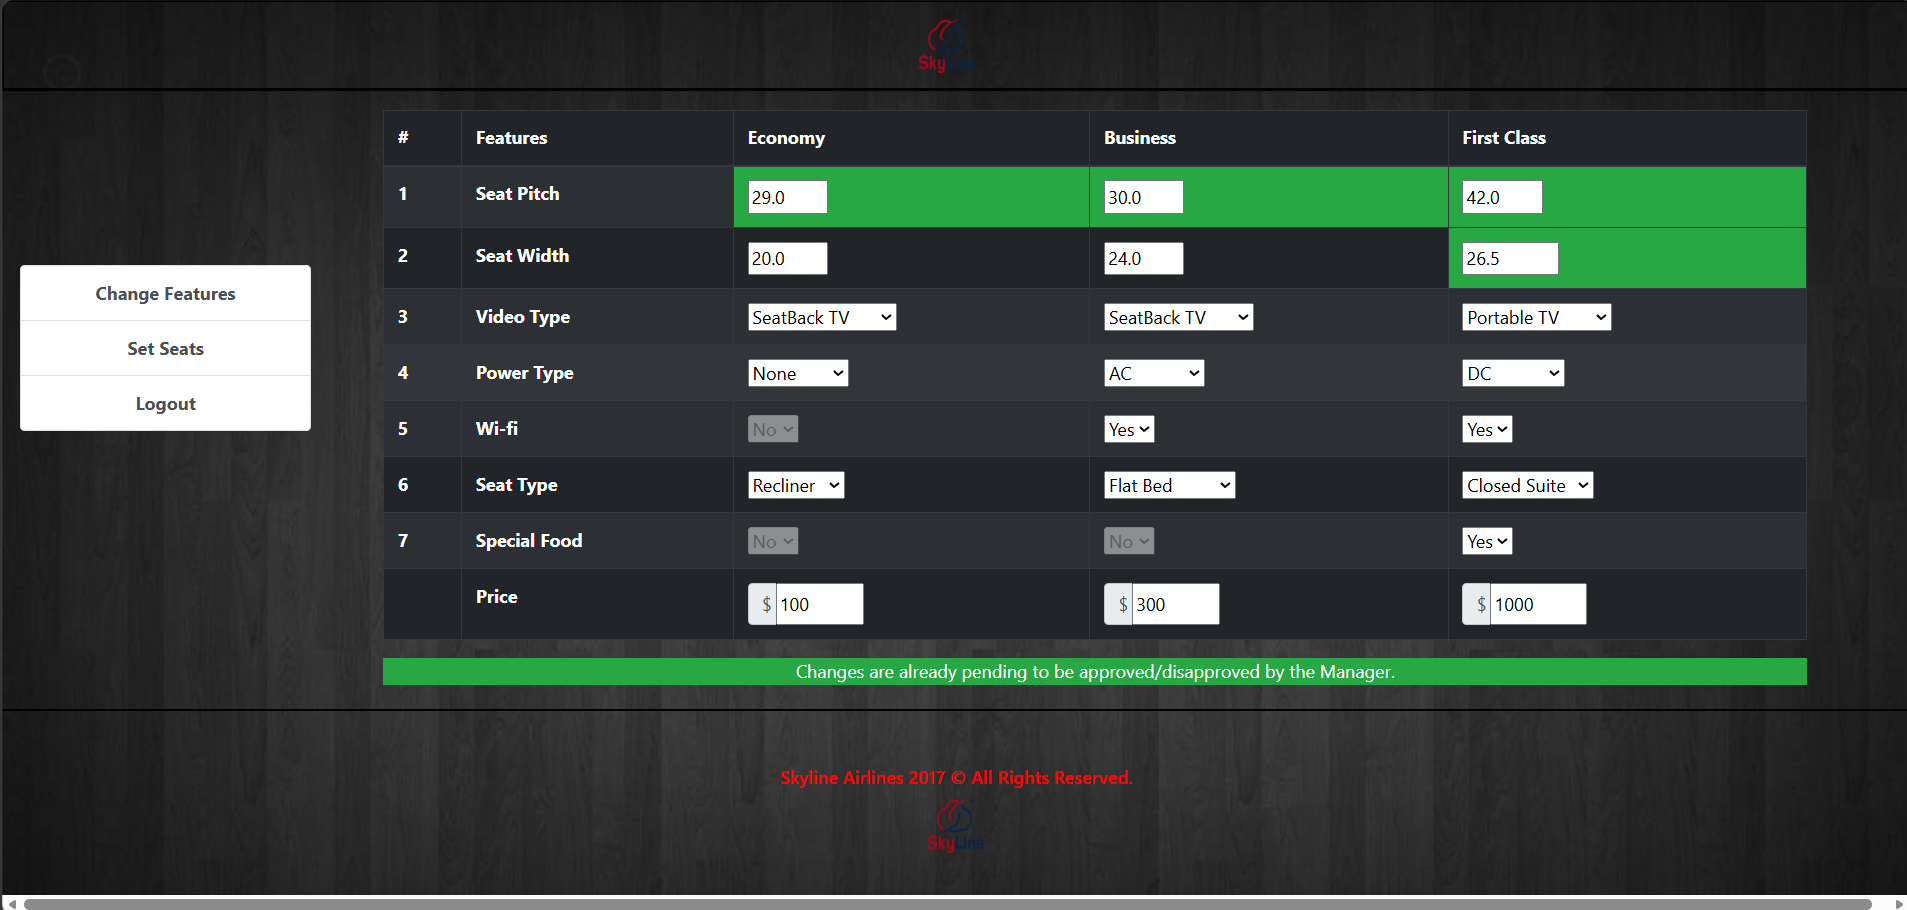 SkyLine
# Features Economy Business First Class
1 Seat Pitch 29.0 30.0 42.0
2 Seat Width 20.0 24.0 26.5
Change Features
3 Video Type SeatBack TV SeatBack TV Portable TV
Set Seats
4 Power Type None AC DC
Logout
5 Wi-fi No Yes Yes
6 Seat Type Recliner Flat Bed Closed Suite
7 Special Food No No Yes
Price $ 100 $ 300 $ 1000
Changes are already pending to be approved/disapproved by the Manager.
Skyline Airlines 2017 © All Rights Reserved.
SkyLine